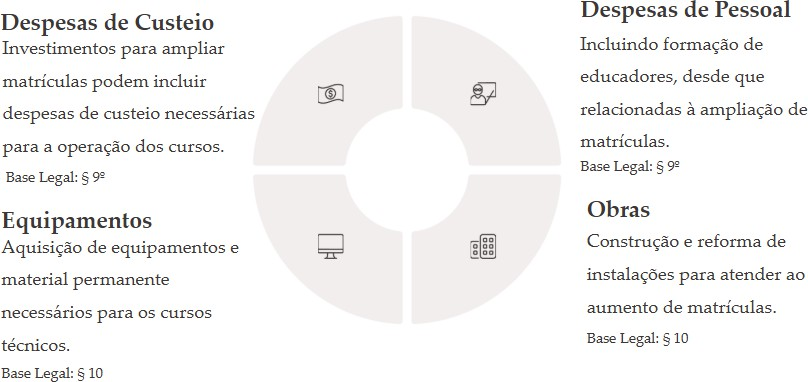 Despesas de Custeio
Investimentos para ampliar
matrículas podem incluir
despesas de custeio necessárias
para a operação dos cursos.
Base Legal: § 9º
Despesas de Pessoal
Incluindo formação de
educadores, desde que
relacionadas à ampliação de
matrículas.
Base Legal: § 9º
Equipamentos
Aquisição de equipamentos e
material permanente
necessários para os cursos
técnicos.
Base Legal: § 10
Obras
Construção e reforma de
instalações para atender ao
aumento de matrículas.
Base Legal: § 10